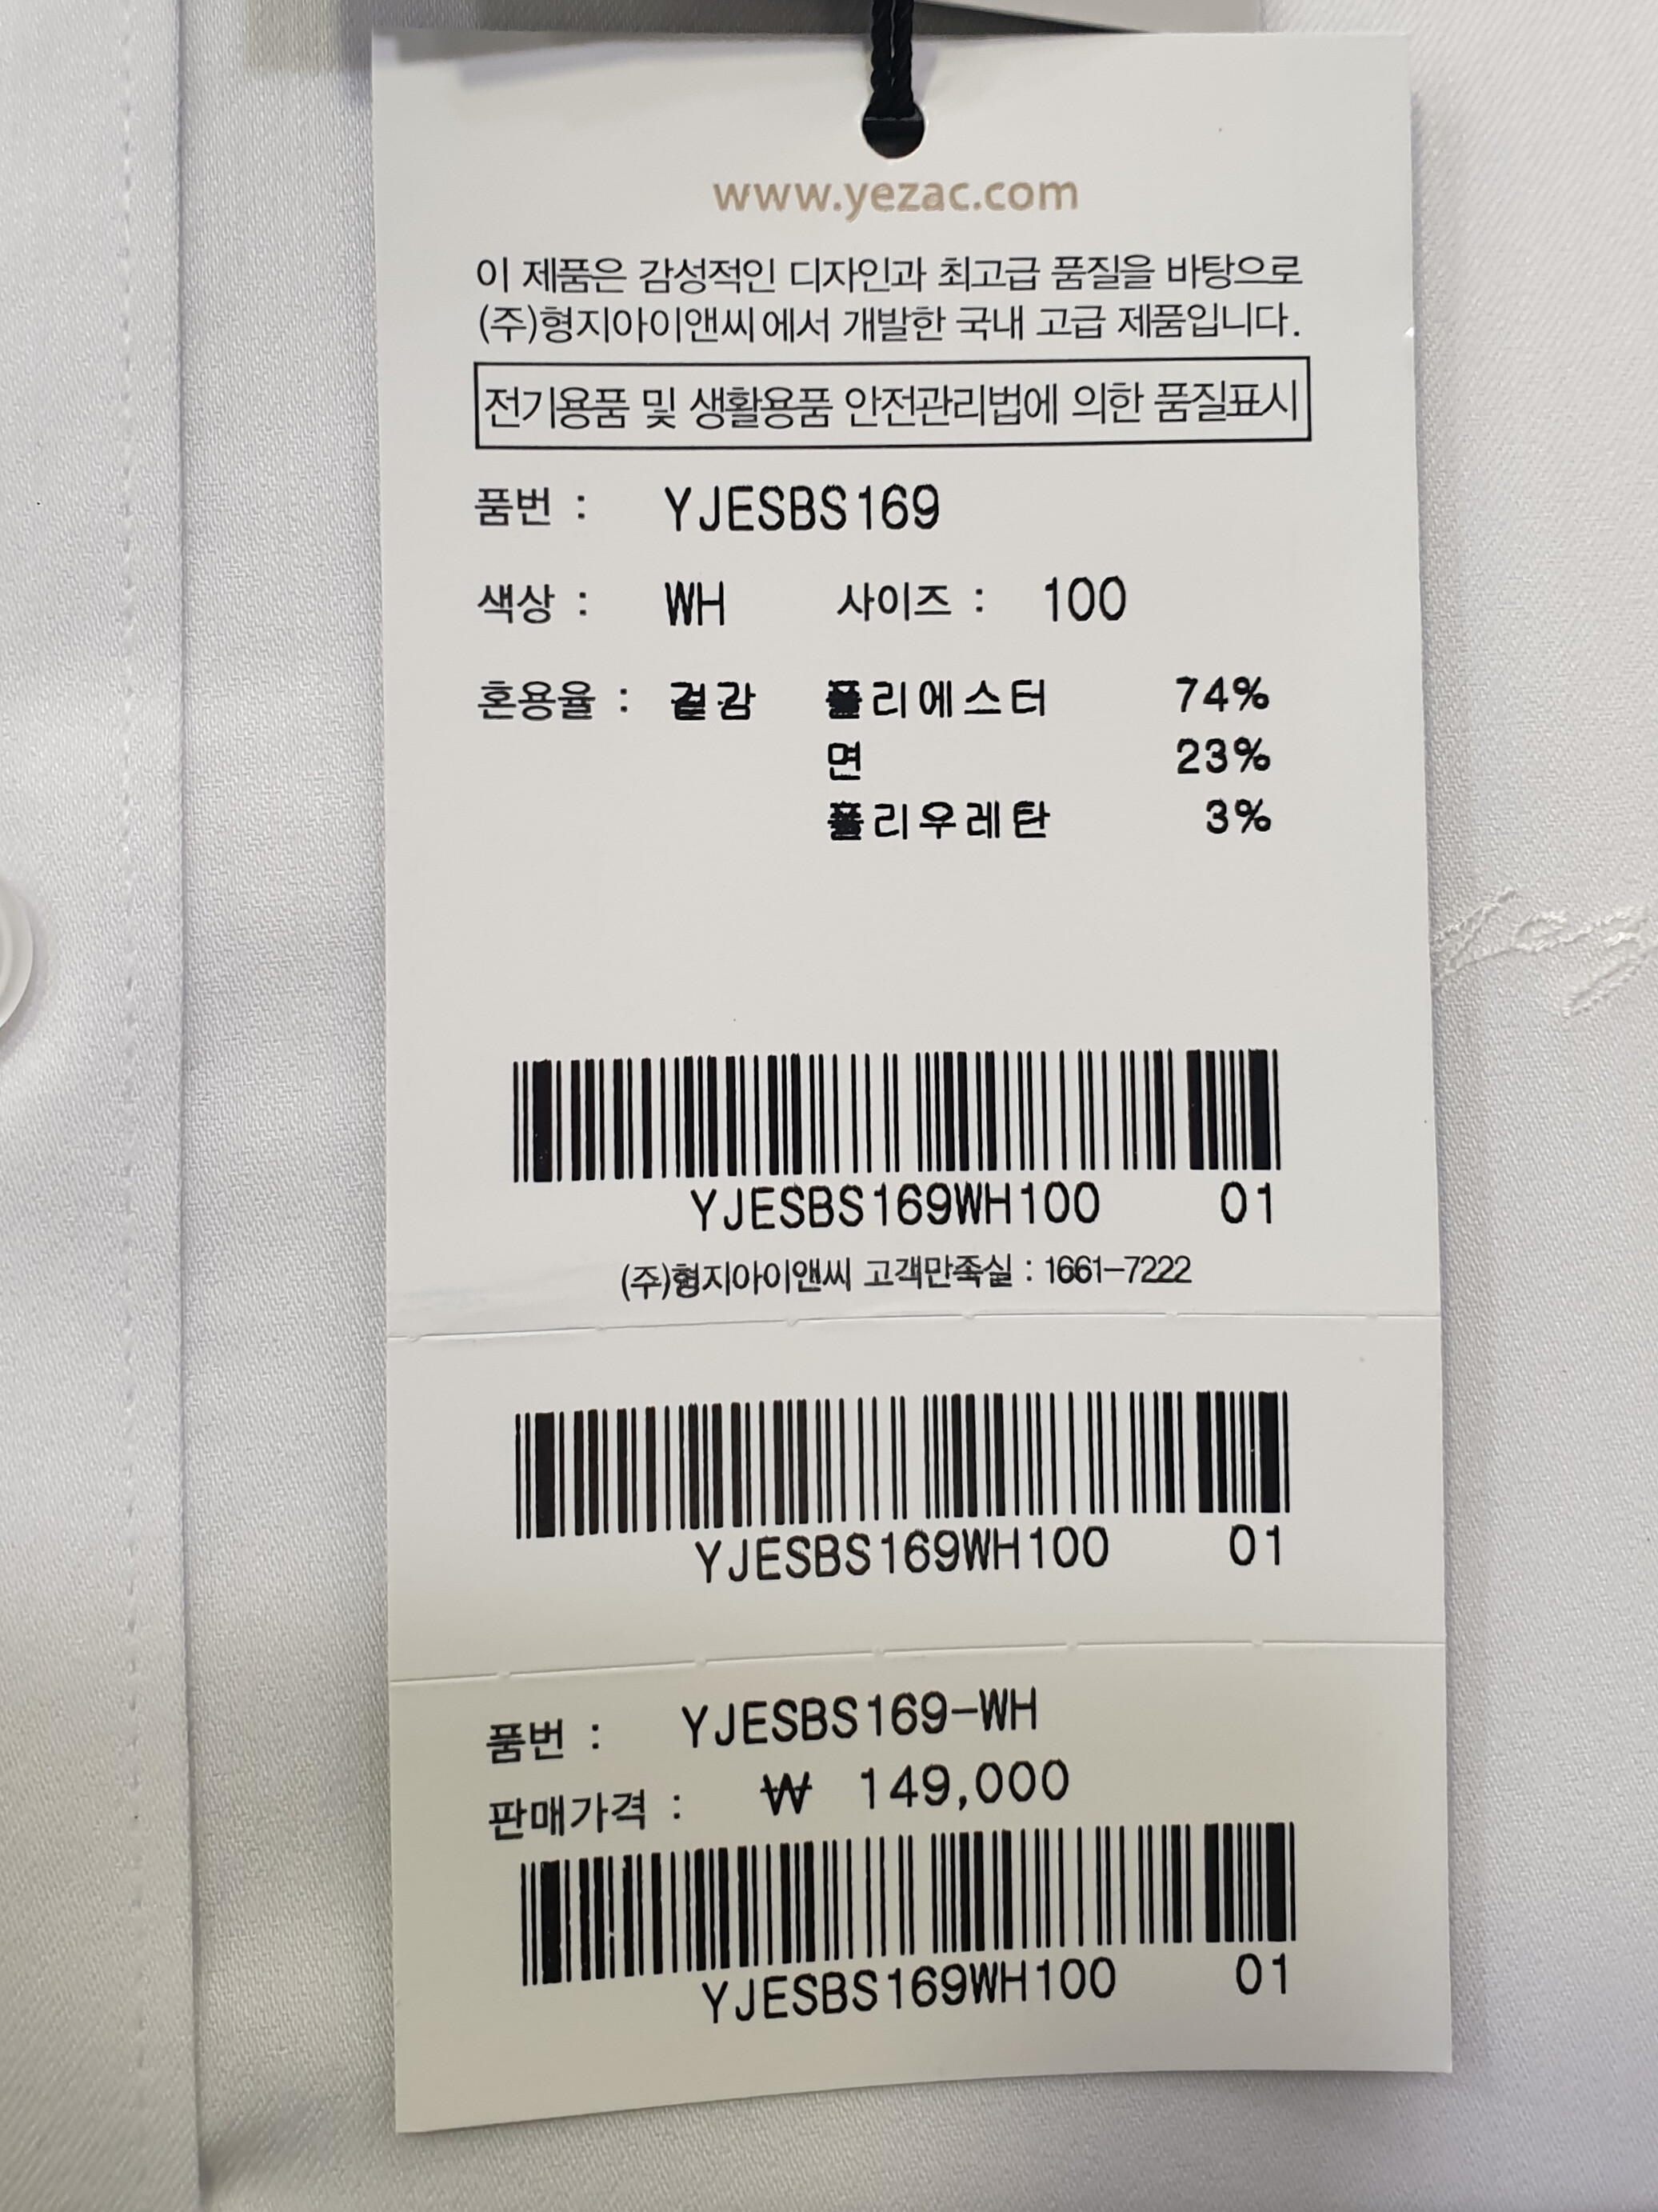 www.yezac.com
이 제품은 감성적인 디자인과 최고급 품질을 바탕으로
(주)형지아이앤씨에서 개발한 국내 고급 제품입니다.
전기용품 및 생활용품 안전관리법에 의한 품질표시
품번 : YJESBS169
색상 : WH 사이즈 : 100
혼용율 : 겉감 폴리에스터 74%
면 23%
폴리우레탄 3%
YJESBS169WH100 01
(주)형지아이앤씨 고객만족실 : 1661-7222
YJESBS169WH100 01
품번 : YJESBS169-WH
판매가격 : ₩ 149,000
YJESBS169WH100 01